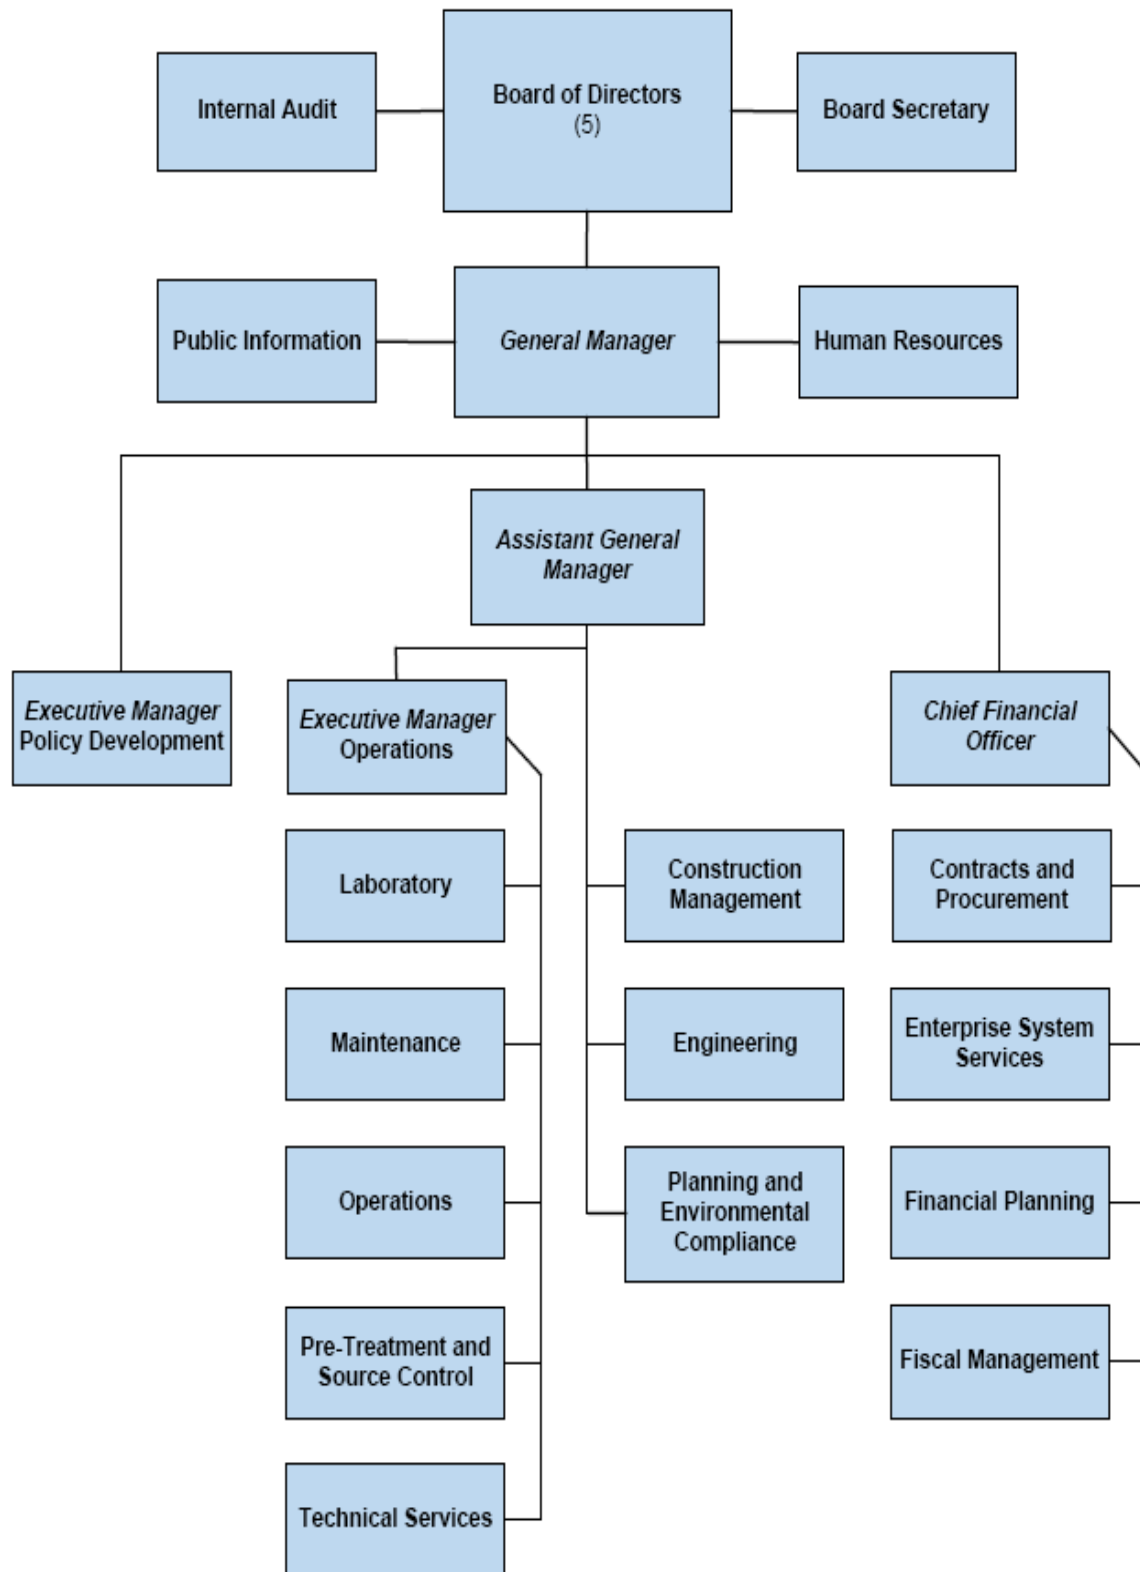 Internal Audit
Board of Directors
(5)
Board Secretary
Public Information
General Manager
Human Resources
Assistant General
Manager
Executive Manager
Policy Development
Executive Manager
Operations
Chief Financial
Officer
Laboratory
Construction
Management
Contracts and
Procurement
Maintenance
Engineering
Enterprise System
Services
Operations
Planning and
Environmental
Compliance
Financial Planning
Pre-Treatment and
Source Control
Fiscal Management
Technical Services